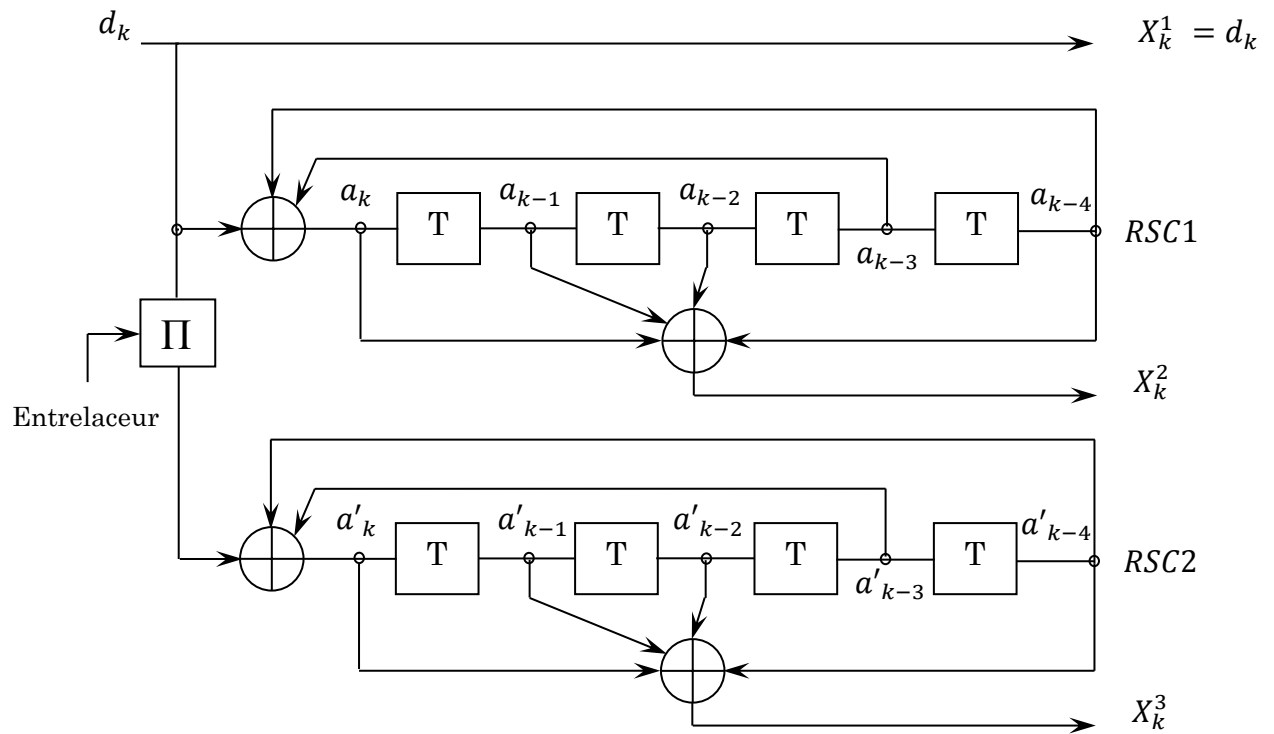 d_k
X_k^1 = d_k
a_k T a_{k-1} T a_{k-2} T a_{k-3} T a_{k-4} RSC1
Π
X_k^2
Entrelaceur
a'_k T a'_{k-1} T a'_{k-2} T a'_{k-3} T a'_{k-4} RSC2
X_k^3